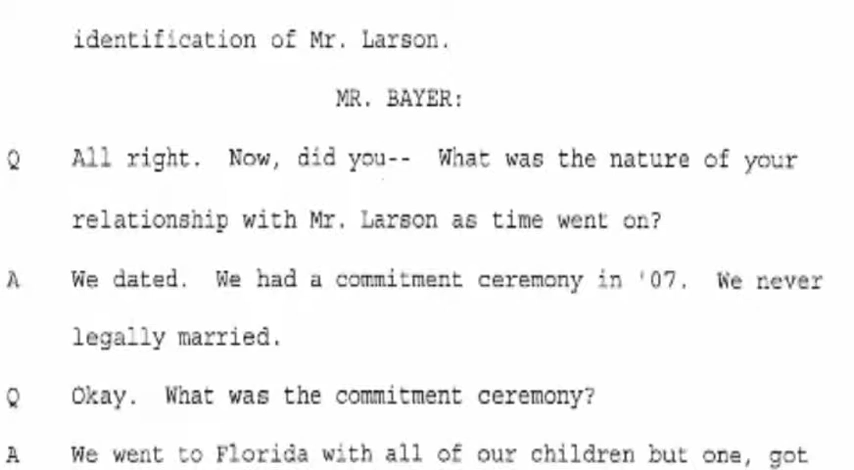 identification of Mr. Larson.
MR. BAYER:
Q All right. Now, did you-- What was the nature of your
relationship with Mr. Larson as time went on?
A We dated. We had a commitment ceremony in '07. We never
legally married.
Q Okay. What was the commitment ceremony?
A We went to Florida with all of our children but one, got